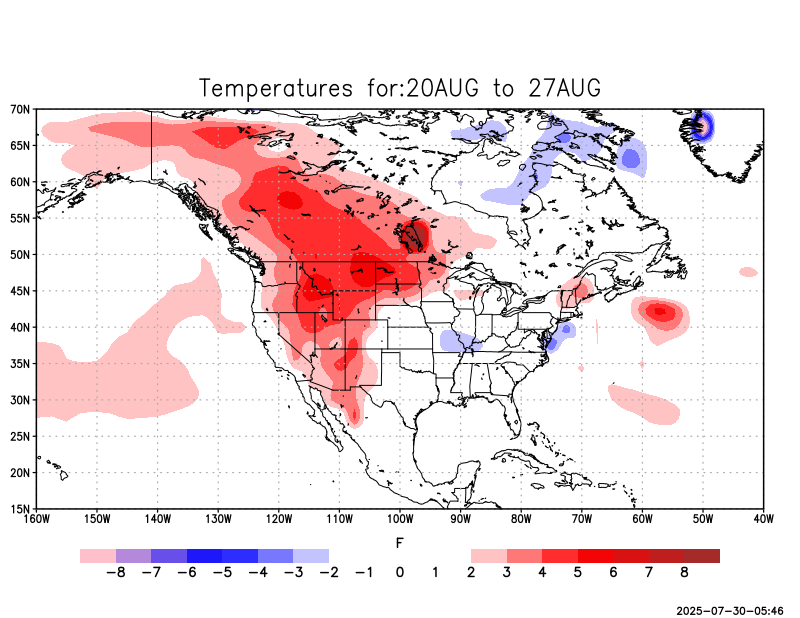 Temperatures for:20AUG to 27AUG
70N
65N
60N
55N
50N
45N
40N
35N
30N
25N
20N
15N
160W 150W 140W 130W 120W 110W 100W 90W 80W 70W 60W 50W 40W
F
−8 −7 −6 −5 −4 −3 −2 −1 0 1 2 3 4 5 6 7 8
2025-07-30-05:46